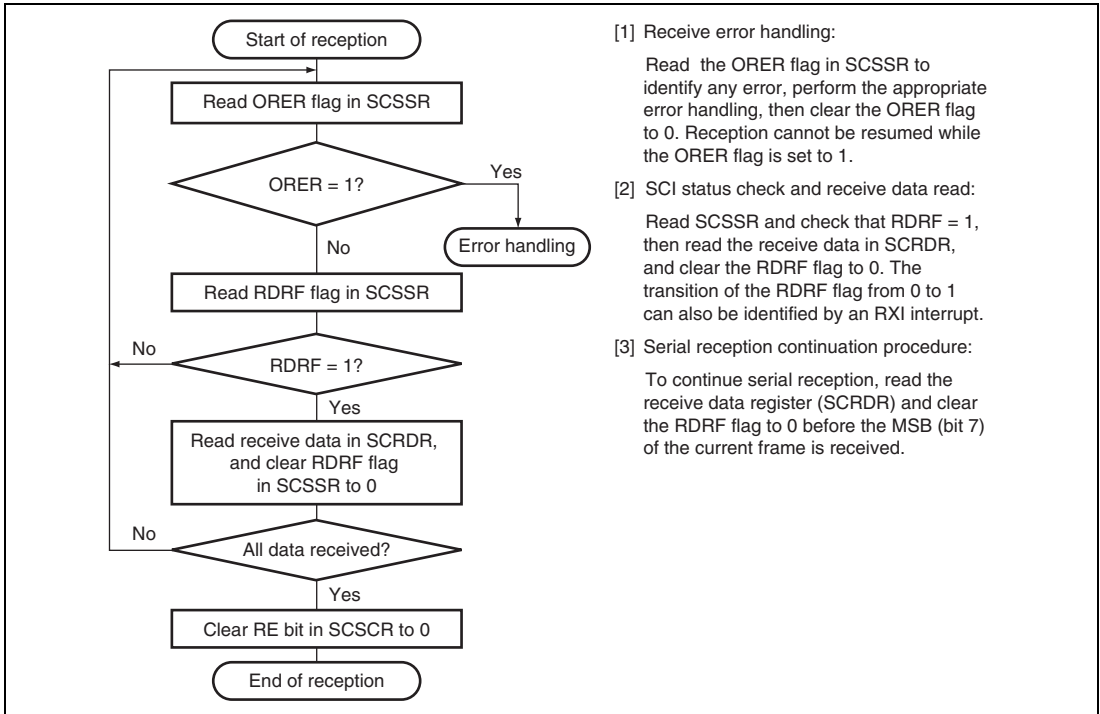 Start of reception
Read ORER flag in SCSSR
ORER = 1?
Yes
Error handling
No
Read RDRF flag in SCSSR
No
RDRF = 1?
Yes
Read receive data in SCRDR,
and clear RDRF flag
in SCSSR to 0
No
All data received?
Yes
Clear RE bit in SCSCR to 0
End of reception
[1] Receive error handling:
Read the ORER flag in SCSSR to
identify any error, perform the appropriate
error handling, then clear the ORER flag
to 0. Reception cannot be resumed while
the ORER flag is set to 1.
[2] SCI status check and receive data read:
Read SCSSR and check that RDRF = 1,
then read the receive data in SCRDR,
and clear the RDRF flag to 0. The
transition of the RDRF flag from 0 to 1
can also be identified by an RXI interrupt.
[3] Serial reception continuation procedure:
To continue serial reception, read the
receive data register (SCRDR) and clear
the RDRF flag to 0 before the MSB (bit 7)
of the current frame is received.